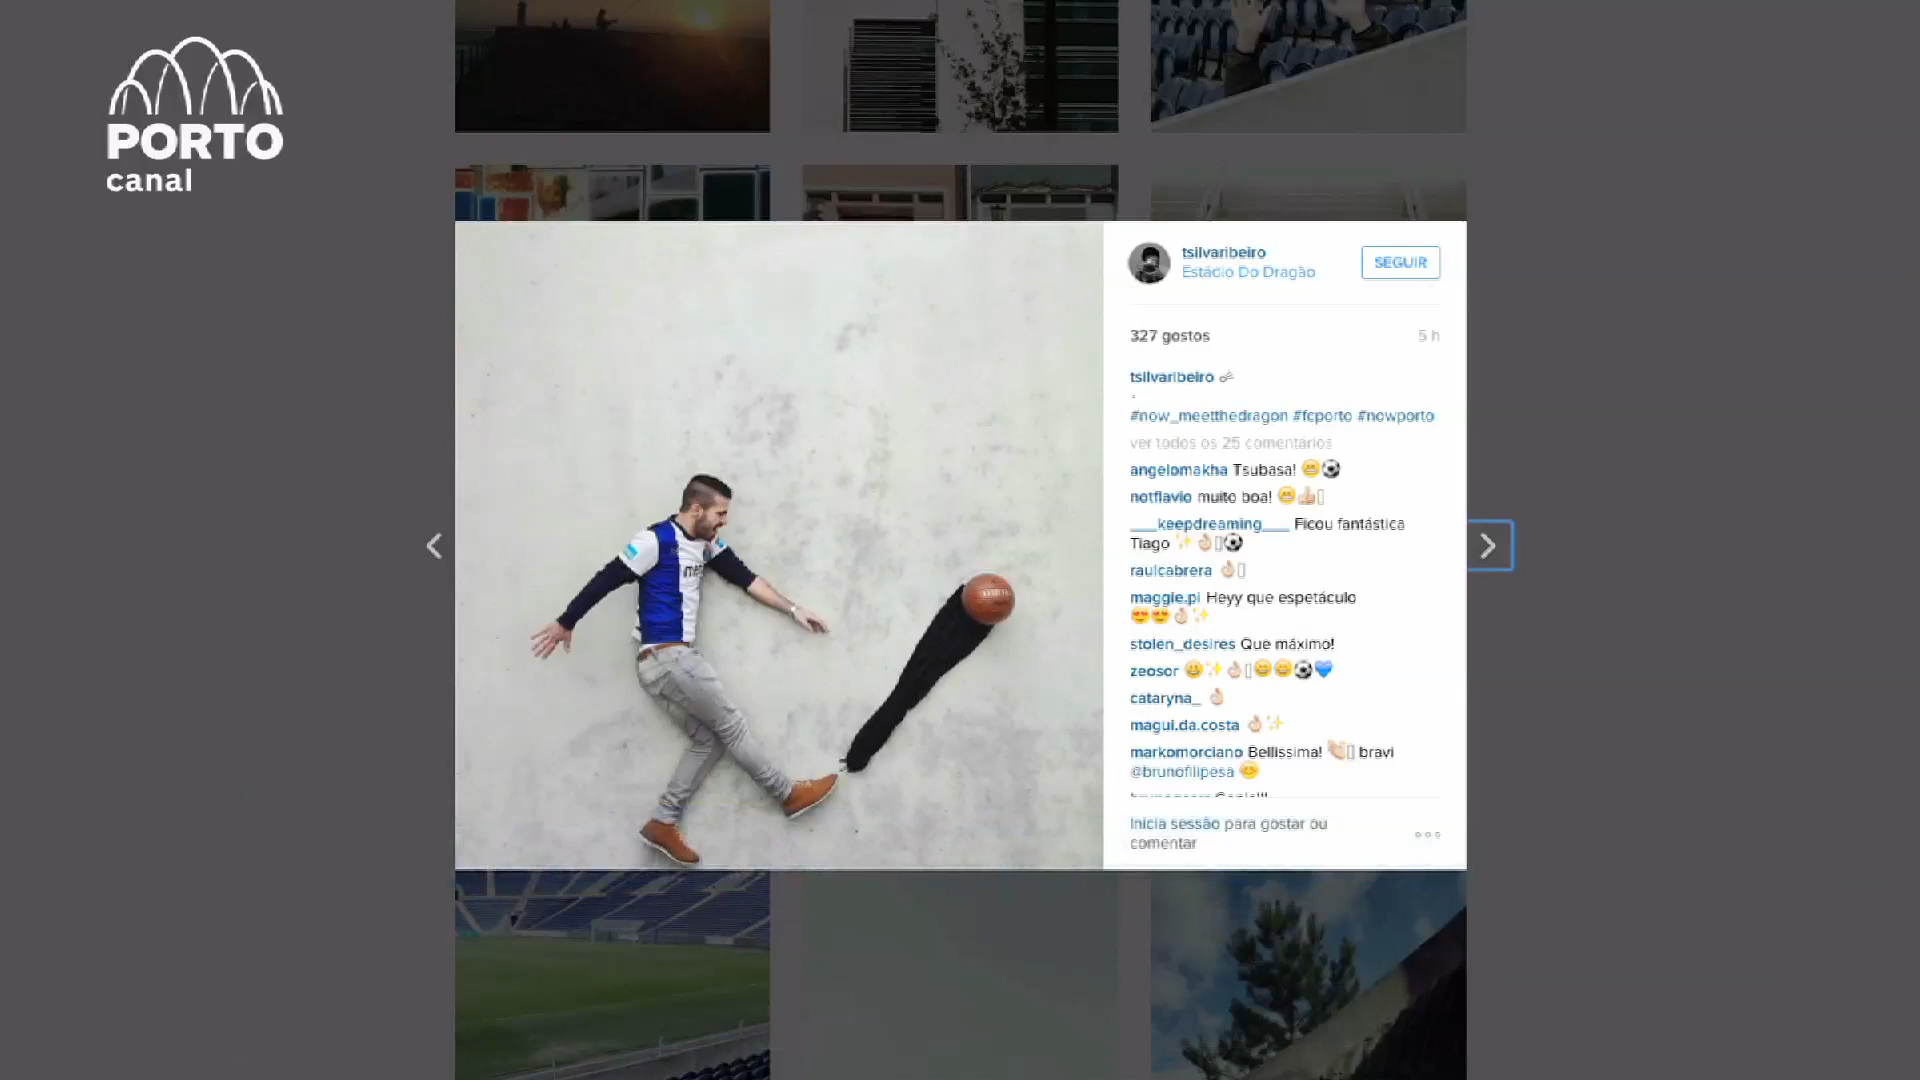 PORTO
canal
tsilvaribeiro
Estádio Do Dragão
SEGUIR
327 gostos
5 h
tsilvaribeiro
.
#now_meetthedragon #fcporto #nowporto
ver todos os 25 comentários
angelomakha Tsubasa! 😁⚽
notflavio muito boa! 😁👍
___keepdreaming___ Ficou fantástica
Tiago ✨👌⚽
raulcabrera 👌
maggie.pi Heyy que espetáculo
😍😍👌✨
stolen_desires Que máximo!
zeosor 😄✨👌😄😄⚽💙
cataryna_ 👌
magui.da.costa 👌✨
markomorciano Bellissima! 👏 bravi
@brunofilipesa 😊
Inicia sessão para gostar ou
comentar